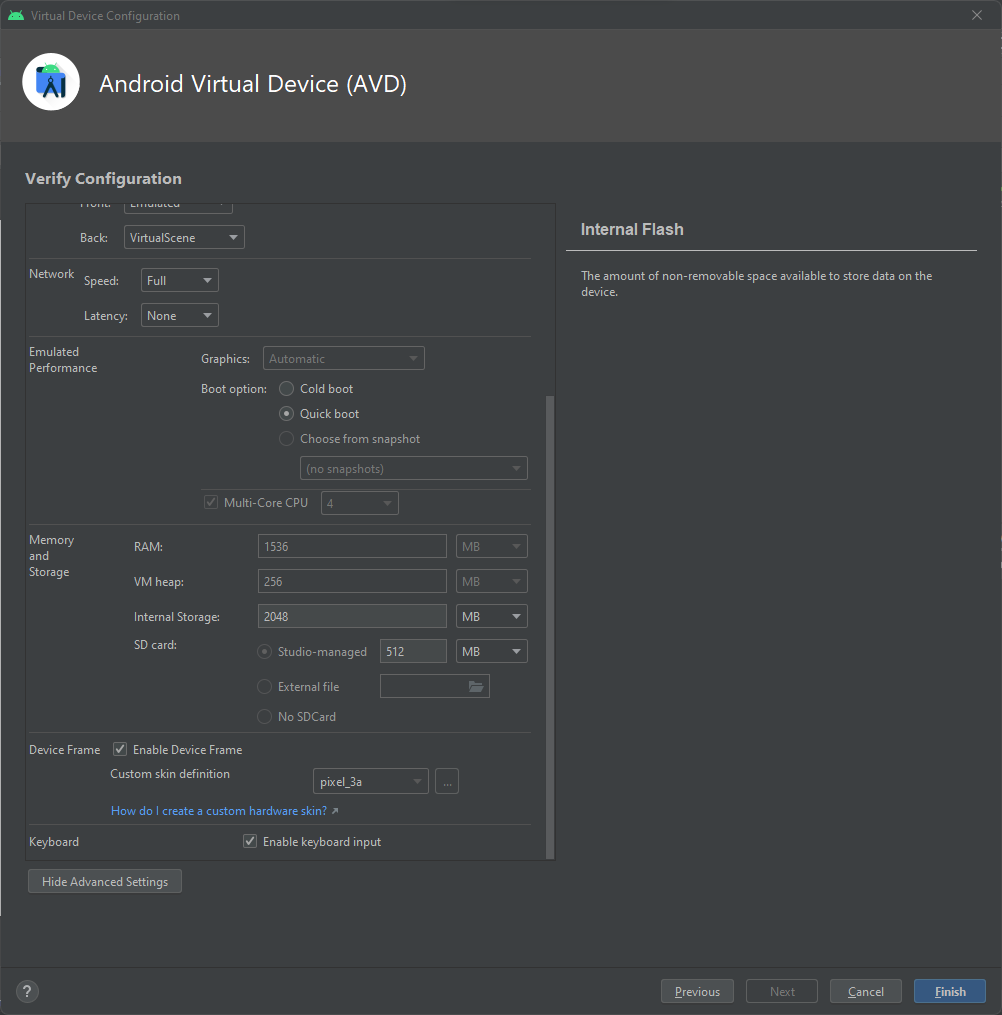 Virtual Device Configuration
Android Virtual Device (AVD)
Verify Configuration
Front: Emulated
Back: VirtualScene
Network
Speed: Full
Latency: None
Emulated
Performance
Graphics: Automatic
Boot option: Cold boot
Quick boot
Choose from snapshot
(no snapshots)
Multi-Core CPU 4
Memory
and
Storage
RAM: 1536 MB
VM heap: 256 MB
Internal Storage: 2048 MB
SD card:
Studio-managed 512 MB
External file
No SDCard
Device Frame Enable Device Frame
Custom skin definition
pixel_3a ...
How do I create a custom hardware skin? ↗
Keyboard Enable keyboard input
Hide Advanced Settings
Internal Flash
The amount of non-removable space available to store data on the
device.
? Previous Next Cancel Finish